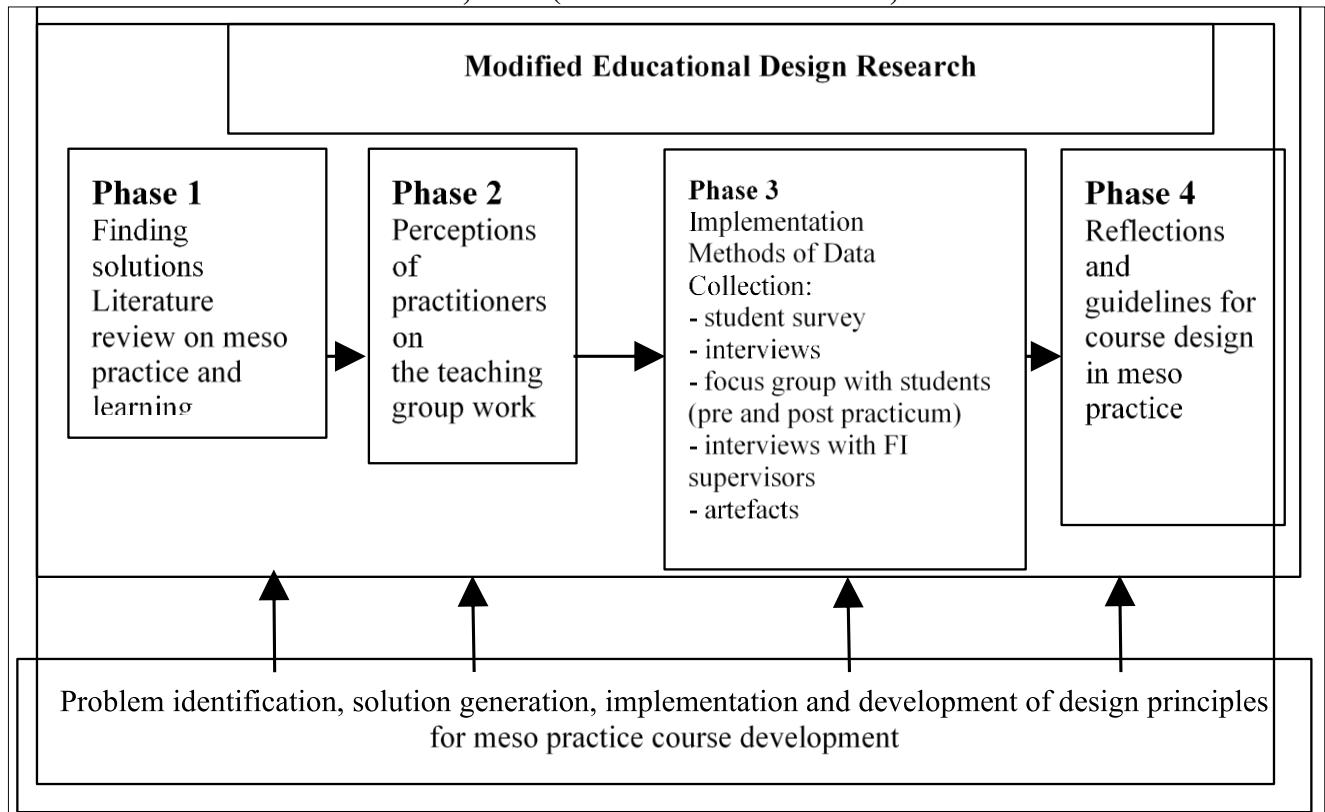 Modified Educational Design Research
Phase 1
Finding
solutions
Literature
review on meso
practice and
learning
Phase 2
Perceptions
of
practitioners
on
the teaching
group work
Phase 3
Implementation
Methods of Data
Collection:
- student survey
- interviews
- focus group with students
(pre and post practicum)
- interviews with FI
supervisors
- artefacts
Phase 4
Reflections
and
guidelines for
course design
in meso
practice
Problem identification, solution generation, implementation and development of design principles
for meso practice course development